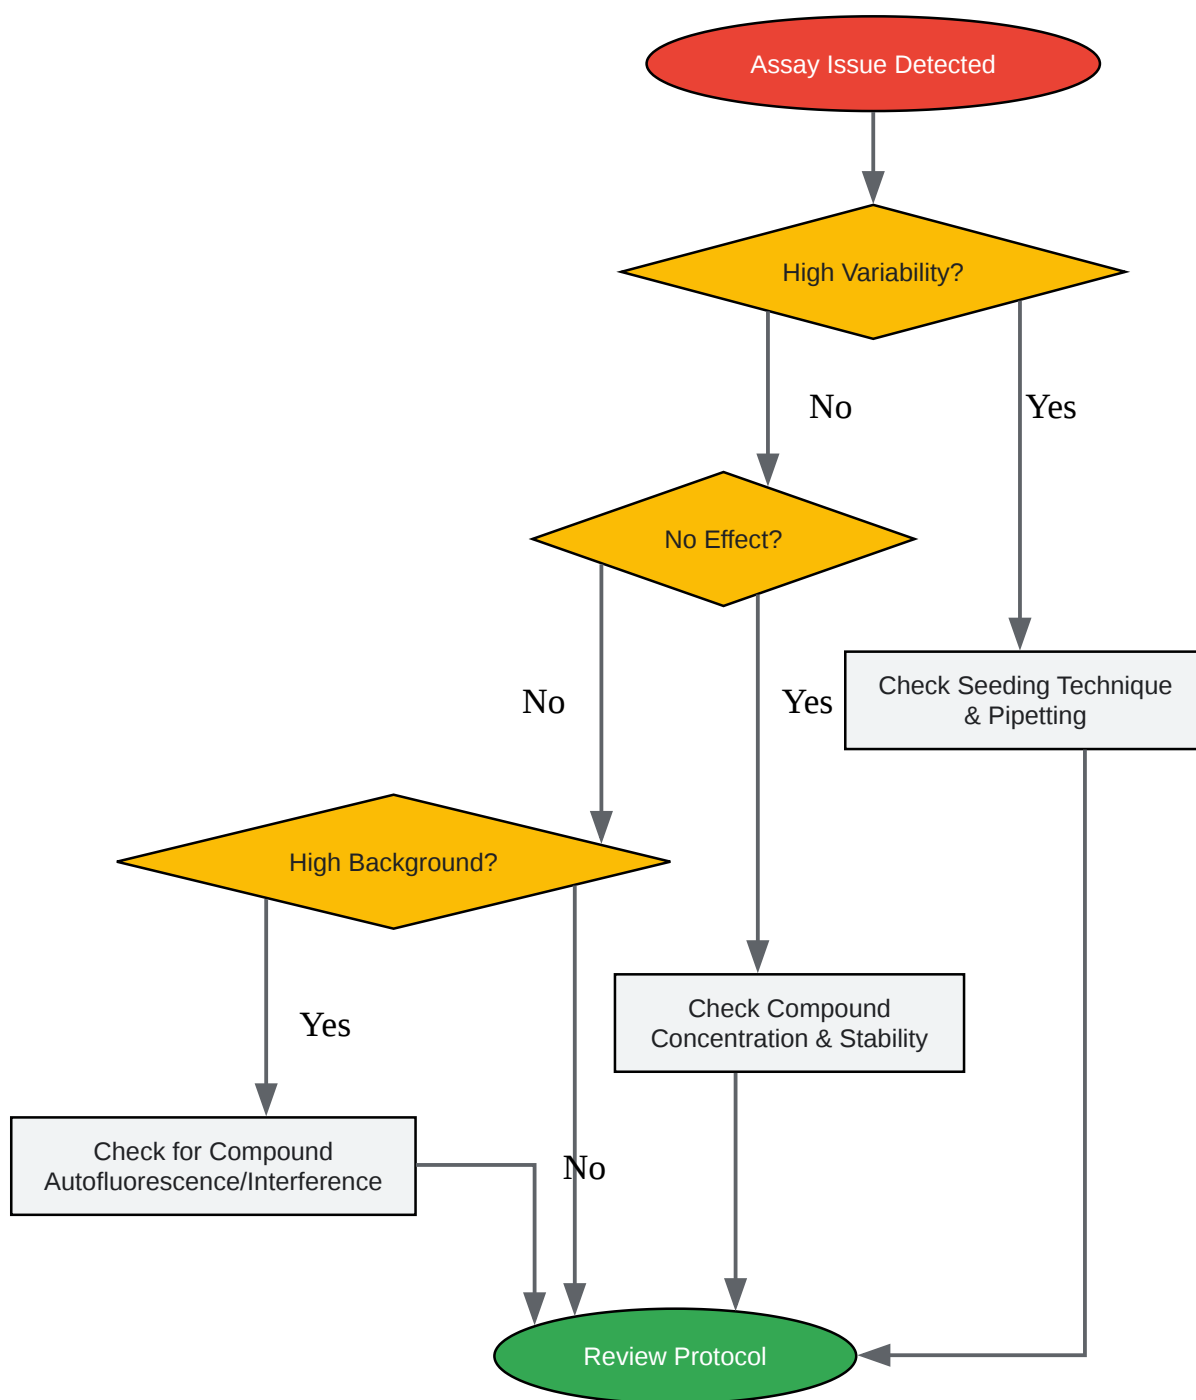 Assay Issue Detected
High Variability?
No
Yes
No Effect?
No
Yes
Check Seeding Technique
& Pipetting
High Background?
Yes
Check Compound
Concentration & Stability
Check for Compound
Autofluorescence/Interference
No
Review Protocol